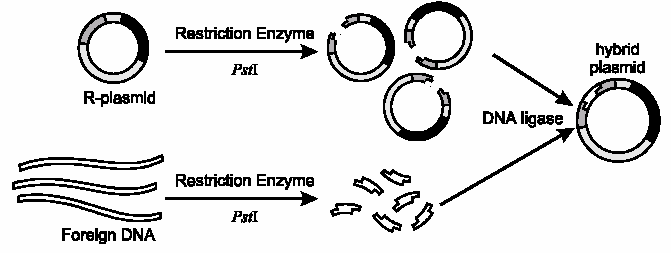 Restriction Enzyme
PstI
R-plasmid
hybrid
plasmid
DNA ligase
Restriction Enzyme
PstI
Foreign DNA